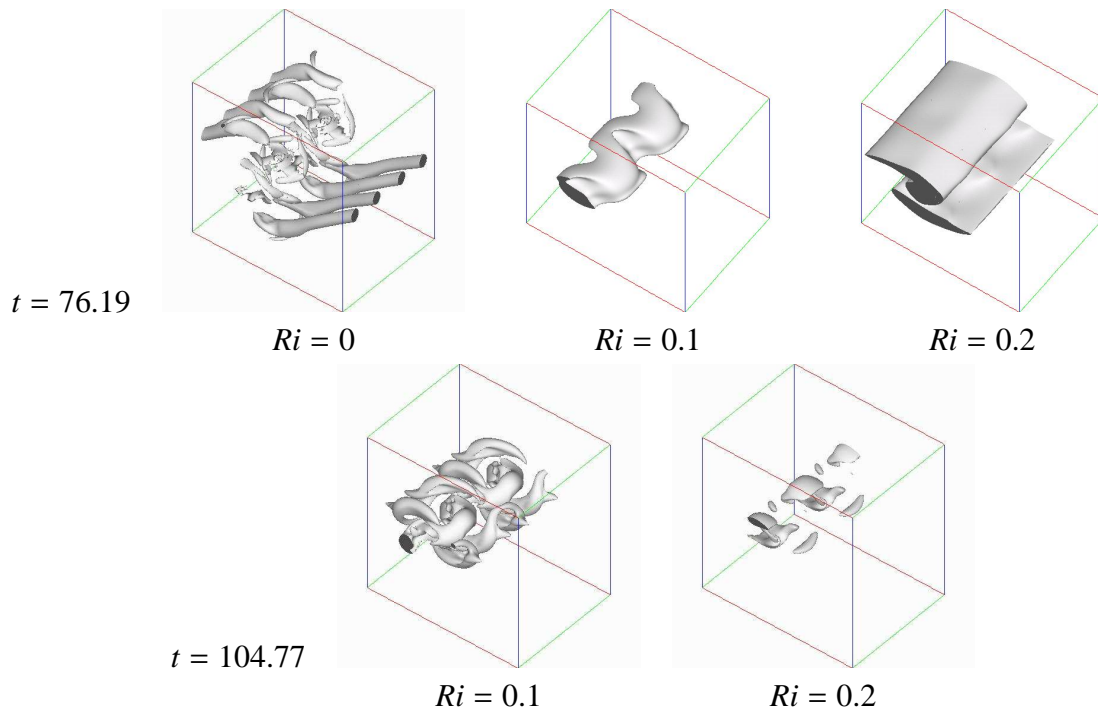 t = 76.19
Ri = 0 Ri = 0.1 Ri = 0.2
t = 104.77
Ri = 0.1 Ri = 0.2